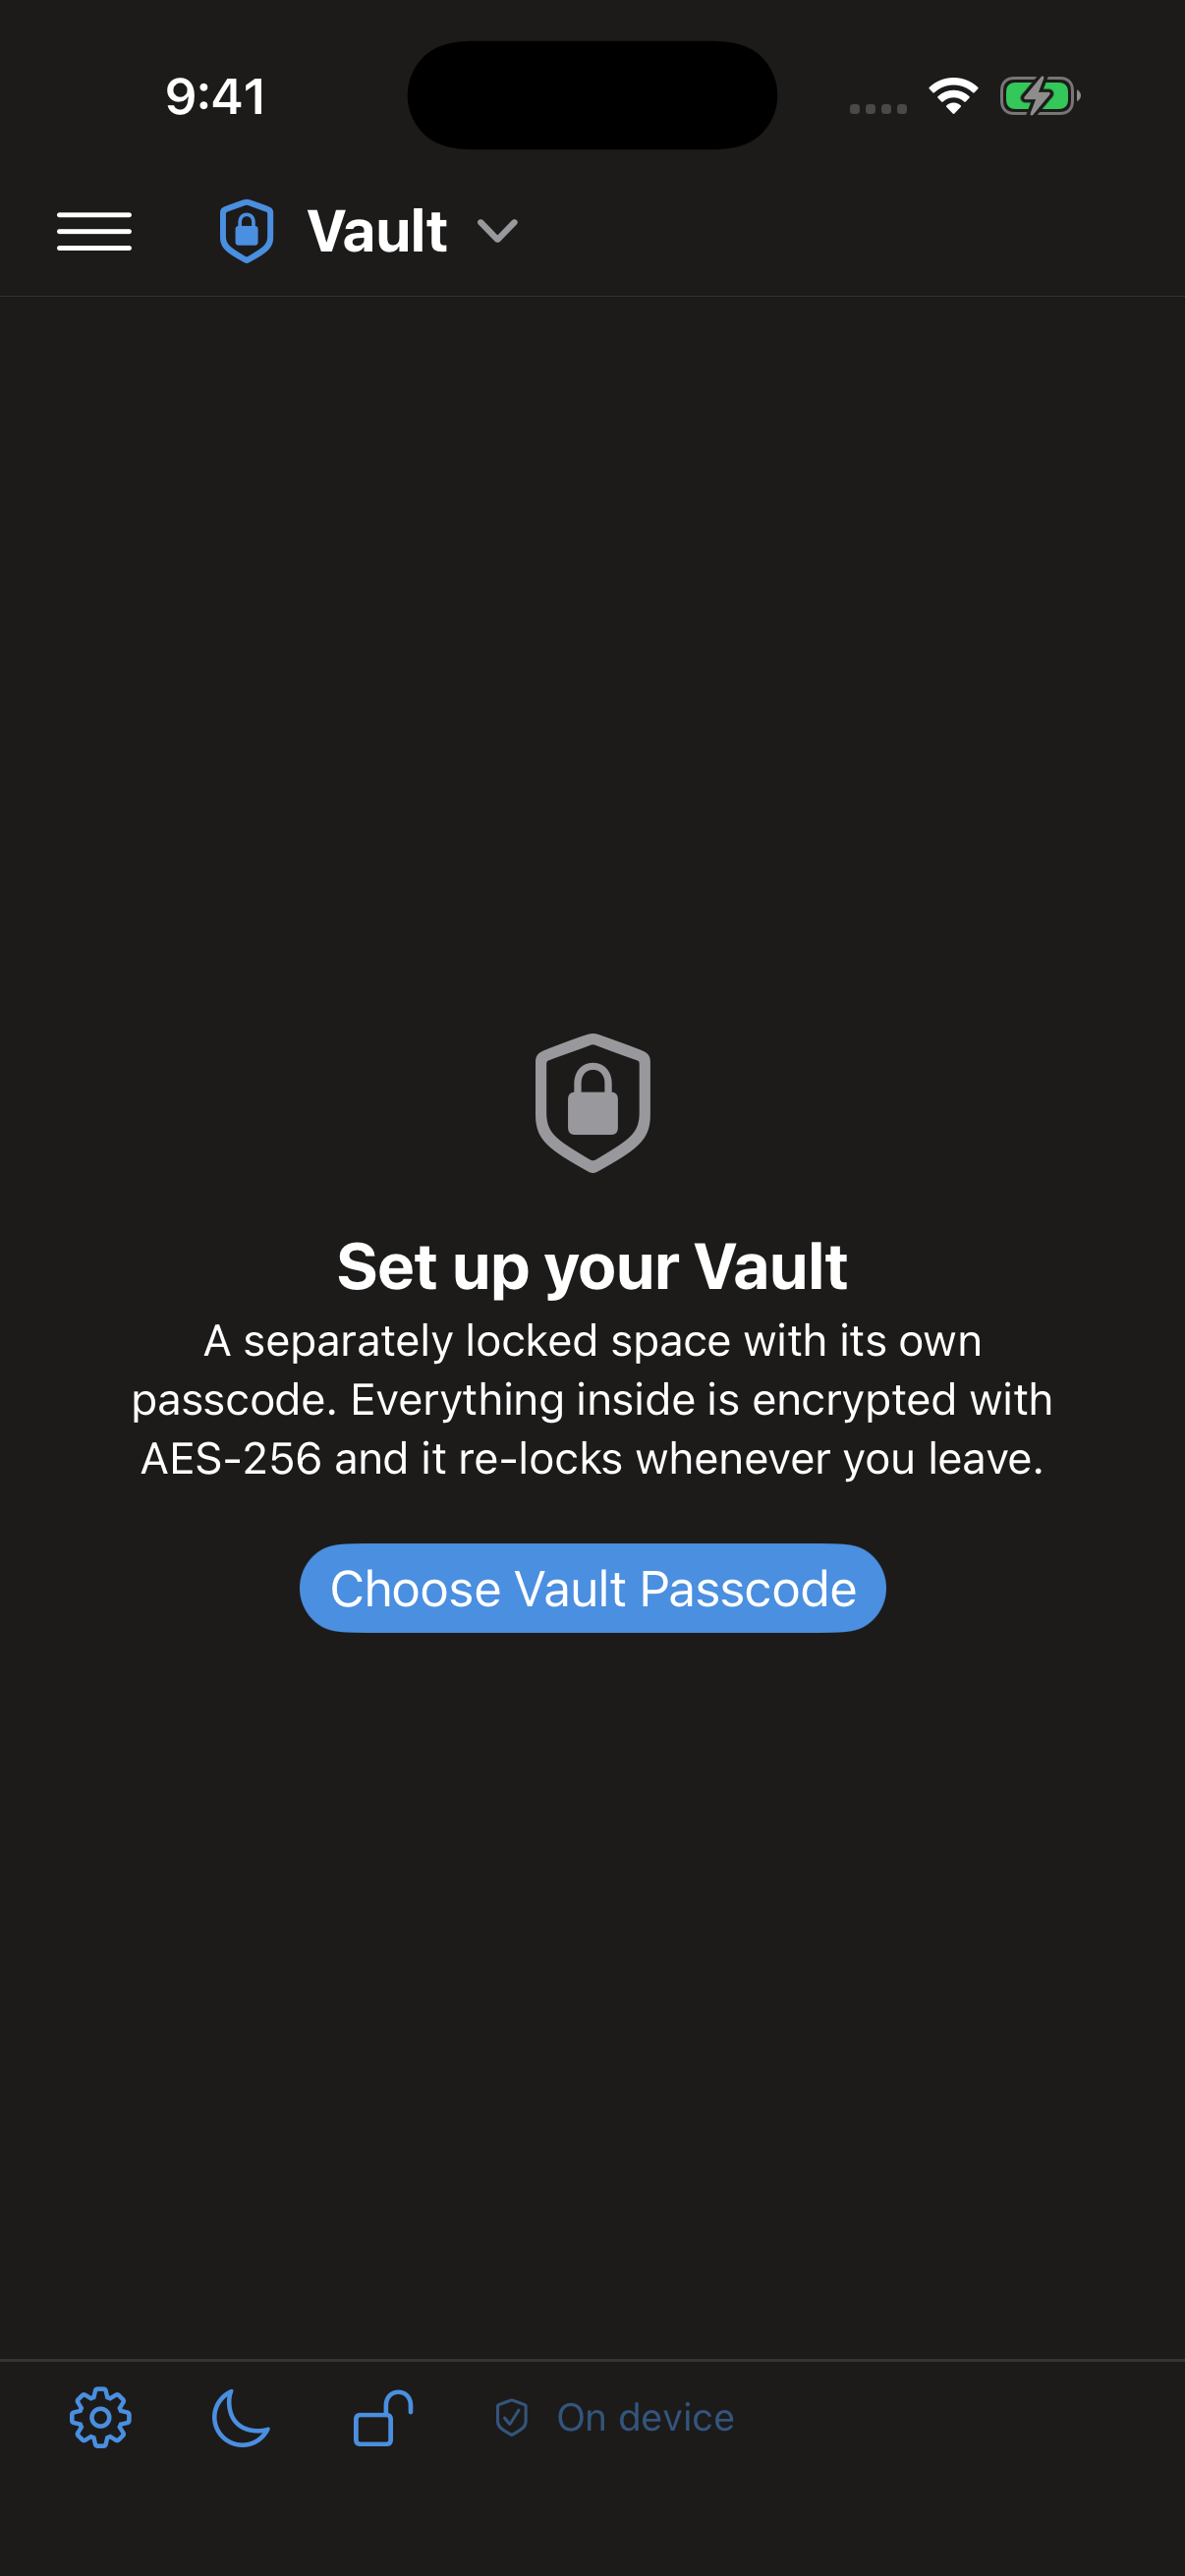 9:41
Vault
Set up your Vault
A separately locked space with its own
passcode. Everything inside is encrypted with
AES-256 and it re-locks whenever you leave.
Choose Vault Passcode
On device